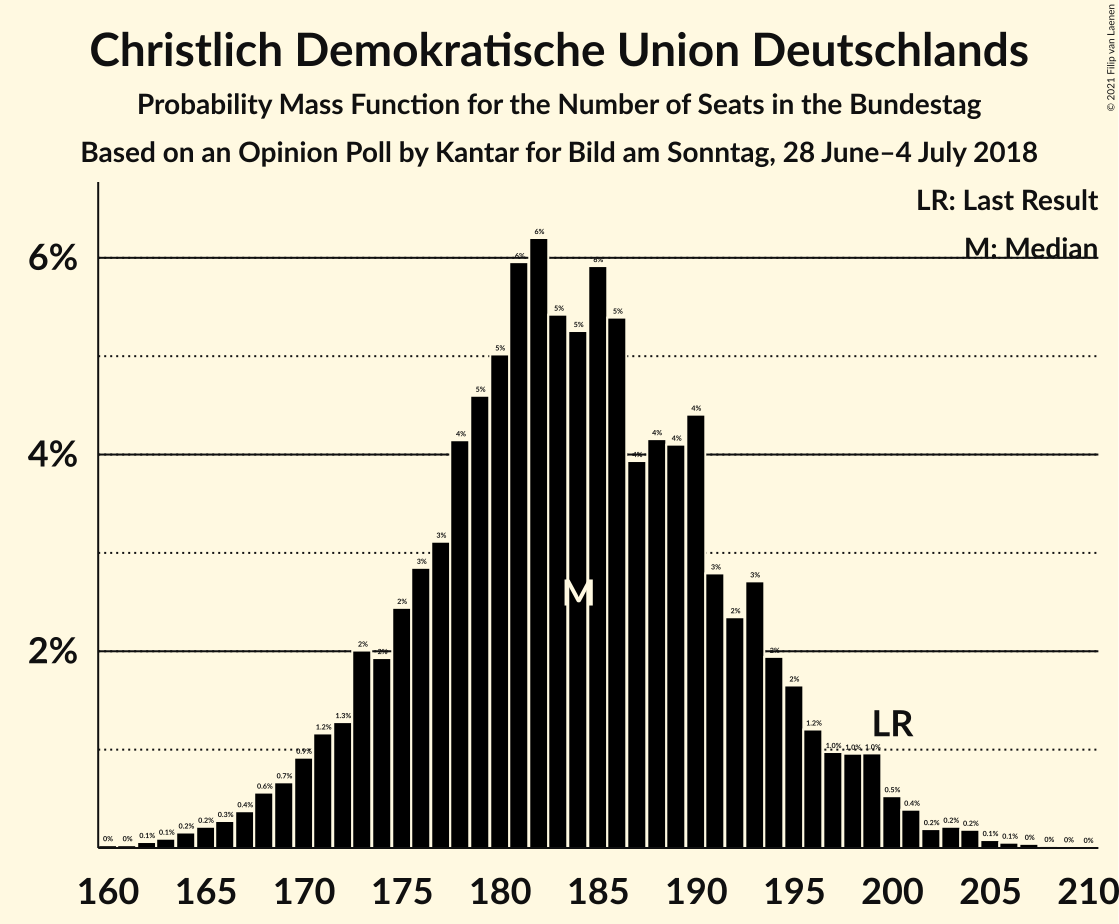 Christlich Demokratische Union Deutschlands
Probability Mass Function for the Number of Seats in the Bundestag
Based on an Opinion Poll by Kantar for Bild am Sonntag, 28 June–4 July 2018
© 2021 Filip van Laenen
LR: Last Result
M: Median
6%
4%
2%
0% 0% 0.1% 0.1% 0.2% 0.2% 0.3% 0.4% 0.6% 0.7% 0.9% 1.2% 1.3% 2% 2% 2% 3% 3% 4% 5% 5% 6% 6% 5% 5% 6% 5% 4% 4% 4% 4% 3% 2% 3% 2% 2% 1.2% 1.0% 1.0% 1.0% 0.5% 0.4% 0.2% 0.2% 0.2% 0.1% 0.1% 0% 0% 0% 0%
M
LR
160 165 170 175 180 185 190 195 200 205 210